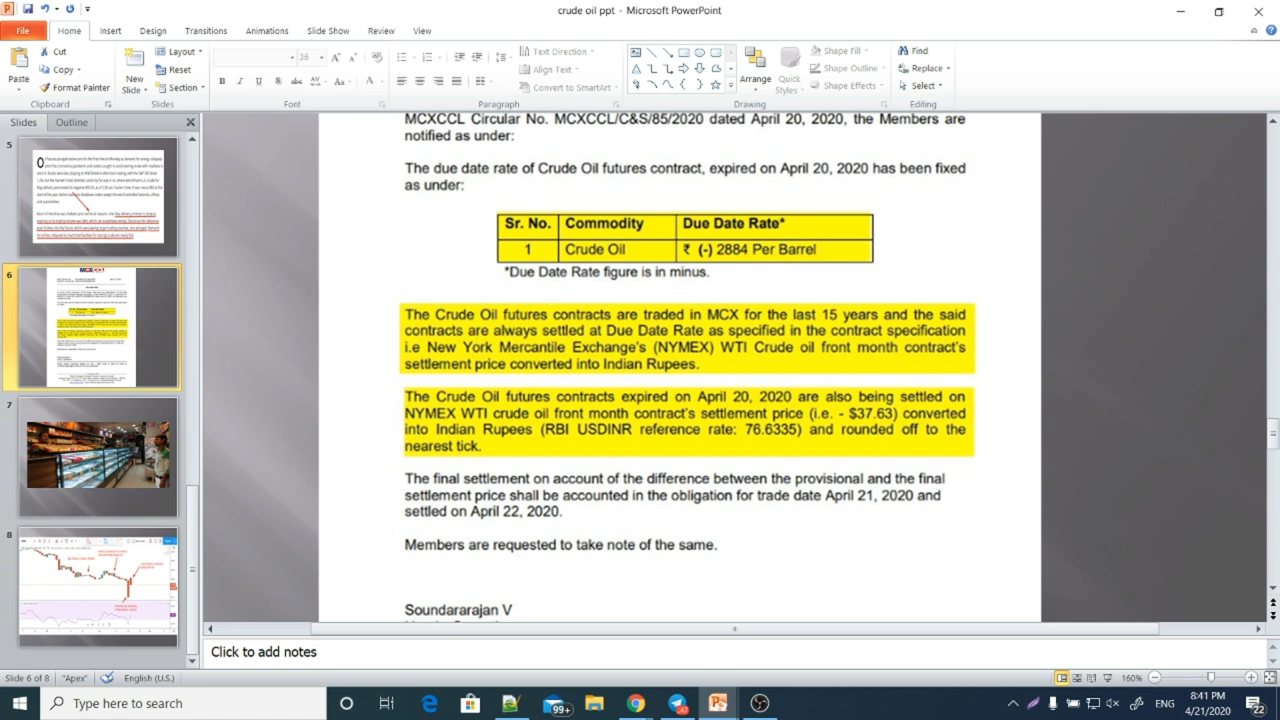 crude oil ppt - Microsoft PowerPoint
File Home Insert Design Transitions Animations Slide Show Review View
Cut
Copy
Format Painter
Paste
Clipboard
New
Slide
Layout
Reset
Section
Slides
36
Font
Text Direction
Align Text
Convert to SmartArt
Paragraph
Arrange
Quick
Styles
Shape Fill
Shape Outline
Shape Effects
Drawing
Find
Replace
Select
Editing
Slides Outline
5
6
7
8
MCXCCL Circular No. MCXCCL/C&S/85/2020 dated April 20, 2020, the Members are
notified as under:
The due date rate of Crude Oil futures contract, expired on April 20, 2020 has been fixed
as under:
Sr. No. Commodity Due Date Rate*
1 Crude Oil ₹ (-) 2884 Per Barrel
*Due Date Rate figure is in minus.
The Crude Oil futures contracts are traded in MCX for the last 15 years and the said
contracts are always settled at Due Date Rate as specified in the contract specification
i.e New York Mercantile Exchange's (NYMEX) WTI Crude oil front month contract's
settlement price converted into Indian Rupees.
The Crude Oil futures contracts expired on April 20, 2020 are also being settled on
NYMEX WTI crude oil front month contract's settlement price (i.e. - $37.63) converted
into Indian Rupees (RBI USDINR reference rate: 76.6335) and rounded off to the
nearest tick.
The final settlement on account of the difference between the provisional and the final
settlement price shall be accounted in the obligation for trade date April 21, 2020 and
settled on April 22, 2020.
Members are requested to take note of the same.
Soundararajan V
Click to add notes
Slide 6 of 8 "Apex" English (U.S.) 160%
Type here to search
99+
ENG
8:41 PM
4/21/2020
22